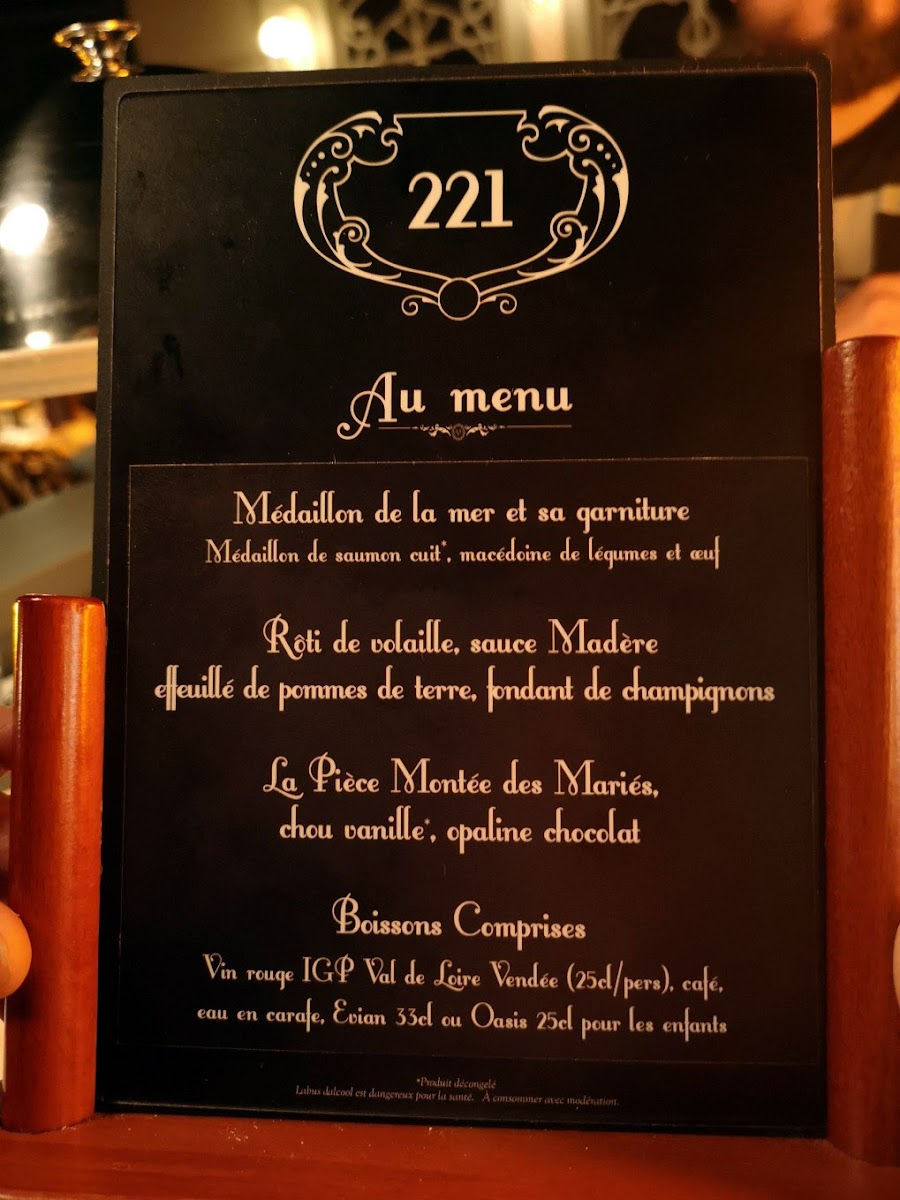 221
Au menu
Médaillon de la mer et sa garniture
Médaillon de saumon cuit*, macédoine de légumes et œuf
Rôti de volaille, sauce Madère
effeuillé de pommes de terre, fondant de champignons
La Pièce Montée des Mariés,
chou vanille*, opaline chocolat
Boissons Comprises
Vin rouge IGP Val de Loire Vendée (25cl/pers), café,
eau en carafe, Evian 33cl ou Oasis 25cl pour les enfants
*Produit décongelé
Labus dalcool est dangereux pour la santé. A consommer avec modération.